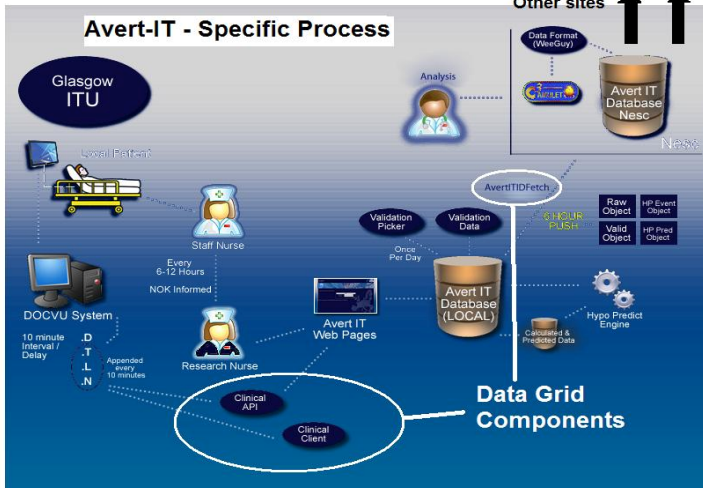 Other sites
Avert-IT - Specific Process
Glasgow
ITU
Local Patient
Staff Nurse
Every
6-12 Hours
NOK Informed
Research Nurse
DOCVU System
10 minute
Interval /
Delay
.D
.T
.L
.N
Appended
every
10 minutes
Clinical
API
Clinical
Client
Avert IT
Web Pages
Analysis
Data Format
(WeeGuy)
Avert IT
Database
Nesc
Nesc
AvertITIDFetch
Validation
Picker
Validation
Data
Once
Per Day
6 HOUR
PUSH
Raw
Object
HP Event
Object
Valid
Object
HP Pred
Object
Avert IT
Database
(LOCAL)
Hypo Predict
Engine
Calculated &
Predicted Data
Data Grid
Components